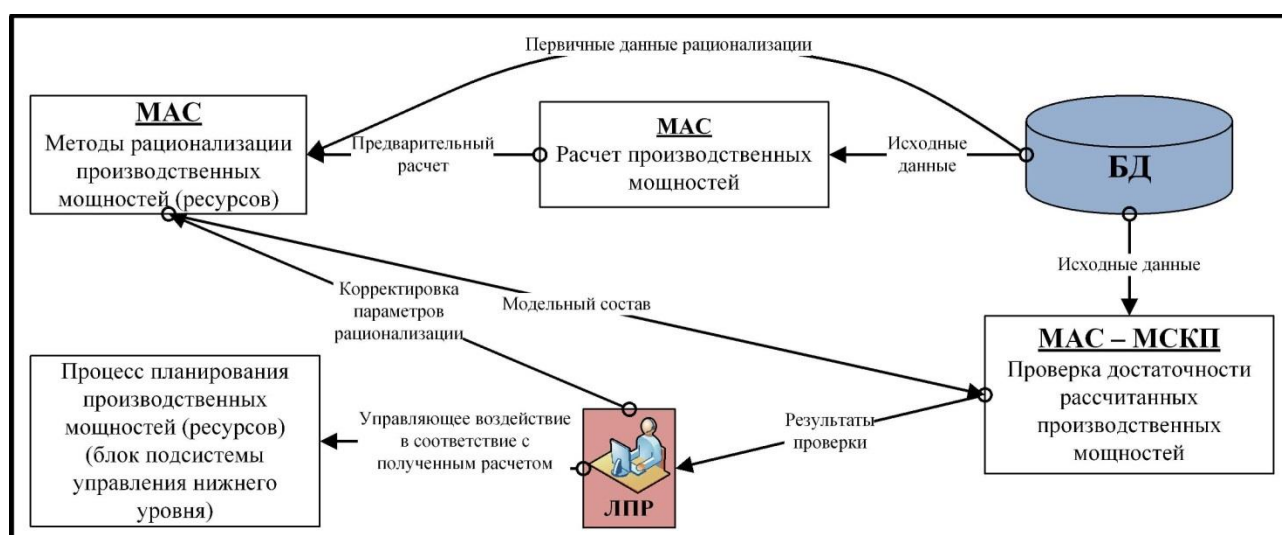 Первичные данные рационализации
МАС
Методы рационализации
производственных
мощностей (ресурсов)
Предварительный
расчет
МАС
Расчет производственных
мощностей
Исходные
данные
БД
Исходные данные
Корректировка
параметров
рационализации
Модельный состав
МАС – МСКП
Проверка достаточности
рассчитанных
производственных
мощностей
Процесс планирования
производственных
мощностей (ресурсов)
(блок подсистемы
управления нижнего
уровня)
Управляющее воздействие
в соответствие с
полученным расчетом
ЛПР
Результаты
проверки